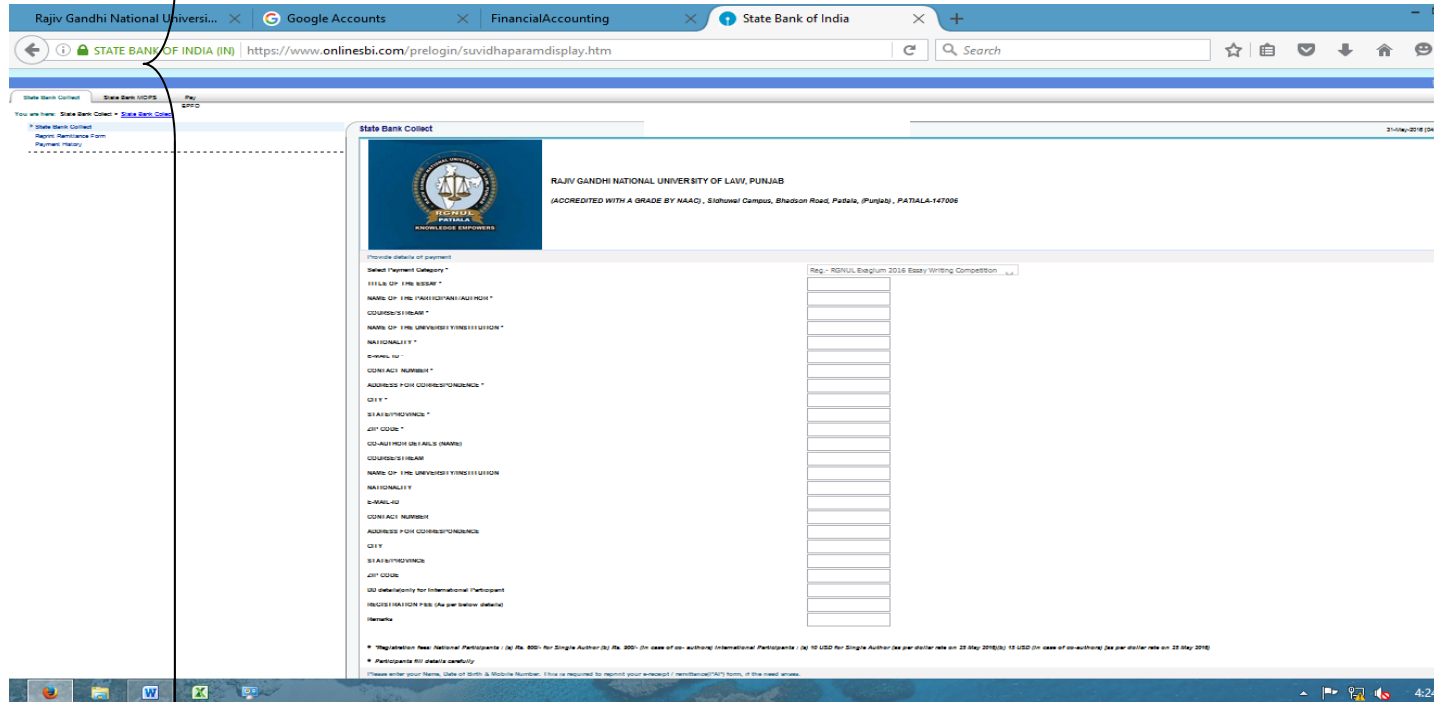 Rajiv Gandhi National Universi...
Google Accounts
FinancialAccounting
State Bank of India
STATE BANK OF INDIA (IN)
https://www.onlinesbi.com/prelogin/suvidhaparamdisplay.htm
Search
State Bank Collect
State Bank MOPS
Pay
EPFO
You are here: State Bank Collect > State Bank Collect
State Bank Collect
Reprint Remittance Form
Payment History
State Bank Collect
31-May-2016 [04
RGNUL
PATIALA
KNOWLEDGE EMPOWERS
RAJIV GANDHI NATIONAL UNIVERSITY OF LAW, PUNJAB
(ACCREDITED WITH A GRADE BY NAAC) , Sidhuwal Campus, Bhadson Road, Patiala, (Punjab) , PATIALA-147006
Provide details of payment
Select Payment Category *
Reg.- RGNUL Exagium 2016 Essay Writing Competition
TITLE OF THE ESSAY *
NAME OF THE PARTICIPANT/AUTHOR *
COURSE/STREAM *
NAME OF THE UNIVERSITY/INSTITUTION *
NATIONALITY *
E-MAIL ID *
CONTACT NUMBER *
ADDRESS FOR CORRESPONDENCE *
CITY *
STATE/PROVINCE *
ZIP CODE *
CO-AUTHOR DETAILS (NAME)
COURSE/STREAM
NAME OF THE UNIVERSITY/INSTITUTION
NATIONALITY
E-MAIL-ID
CONTACT NUMBER
ADDRESS FOR CORRESPONDENCE
CITY
STATE/PROVINCE
ZIP CODE
DD details(only for International Participant
REGISTRATION FEE (As per below details)
Remarks
*Registration fees: National Participants : (a) Rs. for Single Author (b) Rs. (in case of co- authors) International Participants : (a) 10 USD for Single Author (as per dollar rate on 25 May 2016)(b) 15 USD (in case of co-authors) (as per dollar rate on 25 May 2016)
Participants fill details carefully
Please enter your Name, Date of Birth & Mobile Number. This is required to reprint your e-receipt / remittance(PAP) form, if the need arises.
4:24